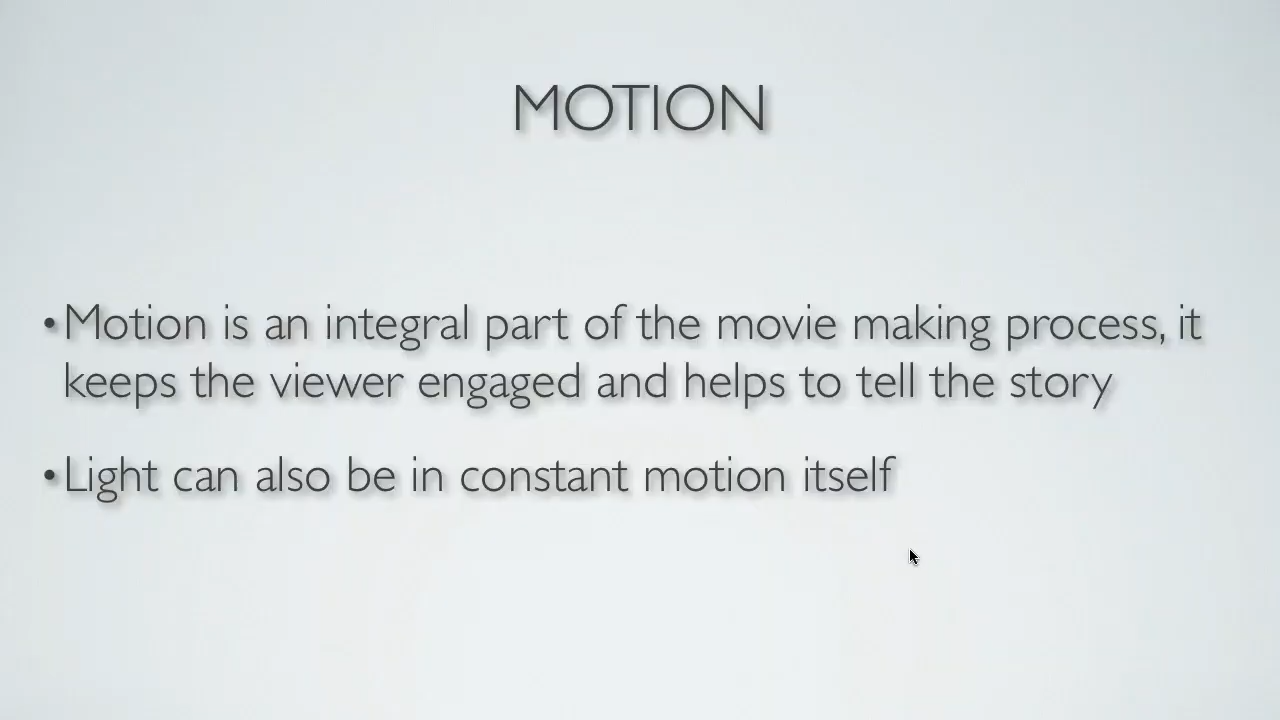 MOTION
• Motion is an integral part of the movie making process, it
keeps the viewer engaged and helps to tell the story
• Light can also be in constant motion itself